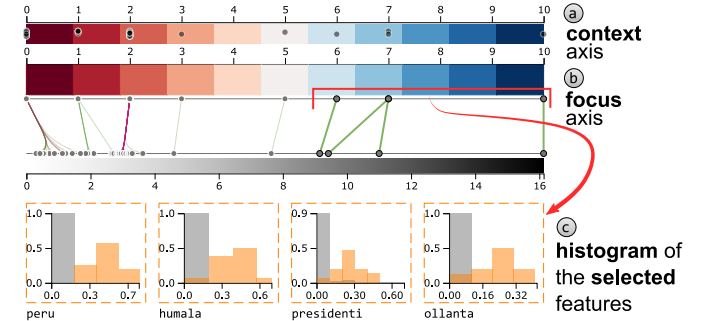 0 1 2 3 4 5 6 7 8 9 10
a
context
axis
0 1 2 3 4 5 6 7 8 9 10
b
focus
axis
0 2 4 6 8 10 12 14 16
c
histogram of
the selected
features
1.0 1.0 0.9 1.0
0.5 0.5 0.5 0.5
0.0 0.0 0.0 0.0
0.0 0.3 0.7 0.0 0.3 0.6 0.00 0.30 0.60 0.00 0.16 0.32
peru humala presidenti ollanta